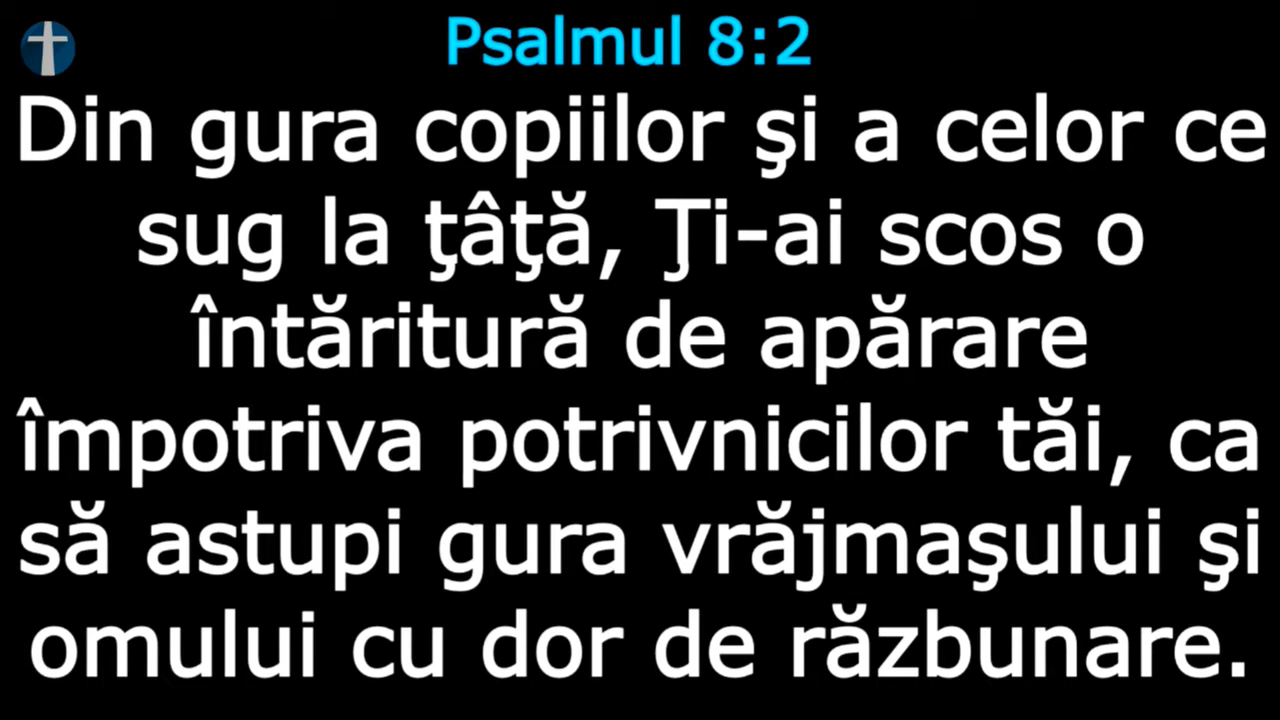 Psalmul 8:2
Din gura copiilor şi a celor ce
sug la ţâţă, Ţi-ai scos o
întăritură de apărare
împotriva potrivnicilor tăi, ca
să astupi gura vrăjmaşului şi
omului cu dor de răzbunare.